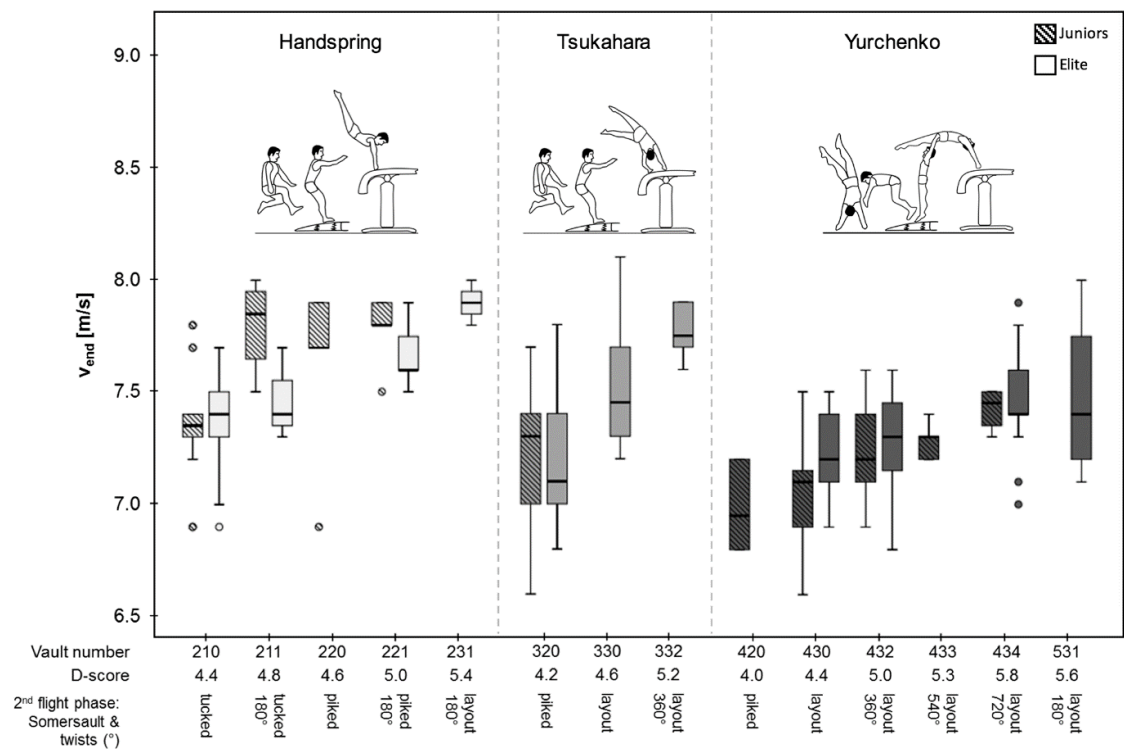 Handspring
Tsukahara
Yurchenko
Juniors
Elite
9.0
8.5
8.0
7.5
7.0
6.5
vend [m/s]
Vault number 210 211 220 221 231 320 330 332 420 430 432 433 434 531
D-score 4.4 4.8 4.6 5.0 5.4 4.2 4.6 5.2 4.0 4.4 5.0 5.3 5.8 5.6
2nd flight phase:
Somersault &
twists (°)
tucked
tucked
180°
piked
piked
180°
layout
180°
piked
layout
layout
360°
piked
layout
layout
360°
layout
540°
layout
720°
layout
180°